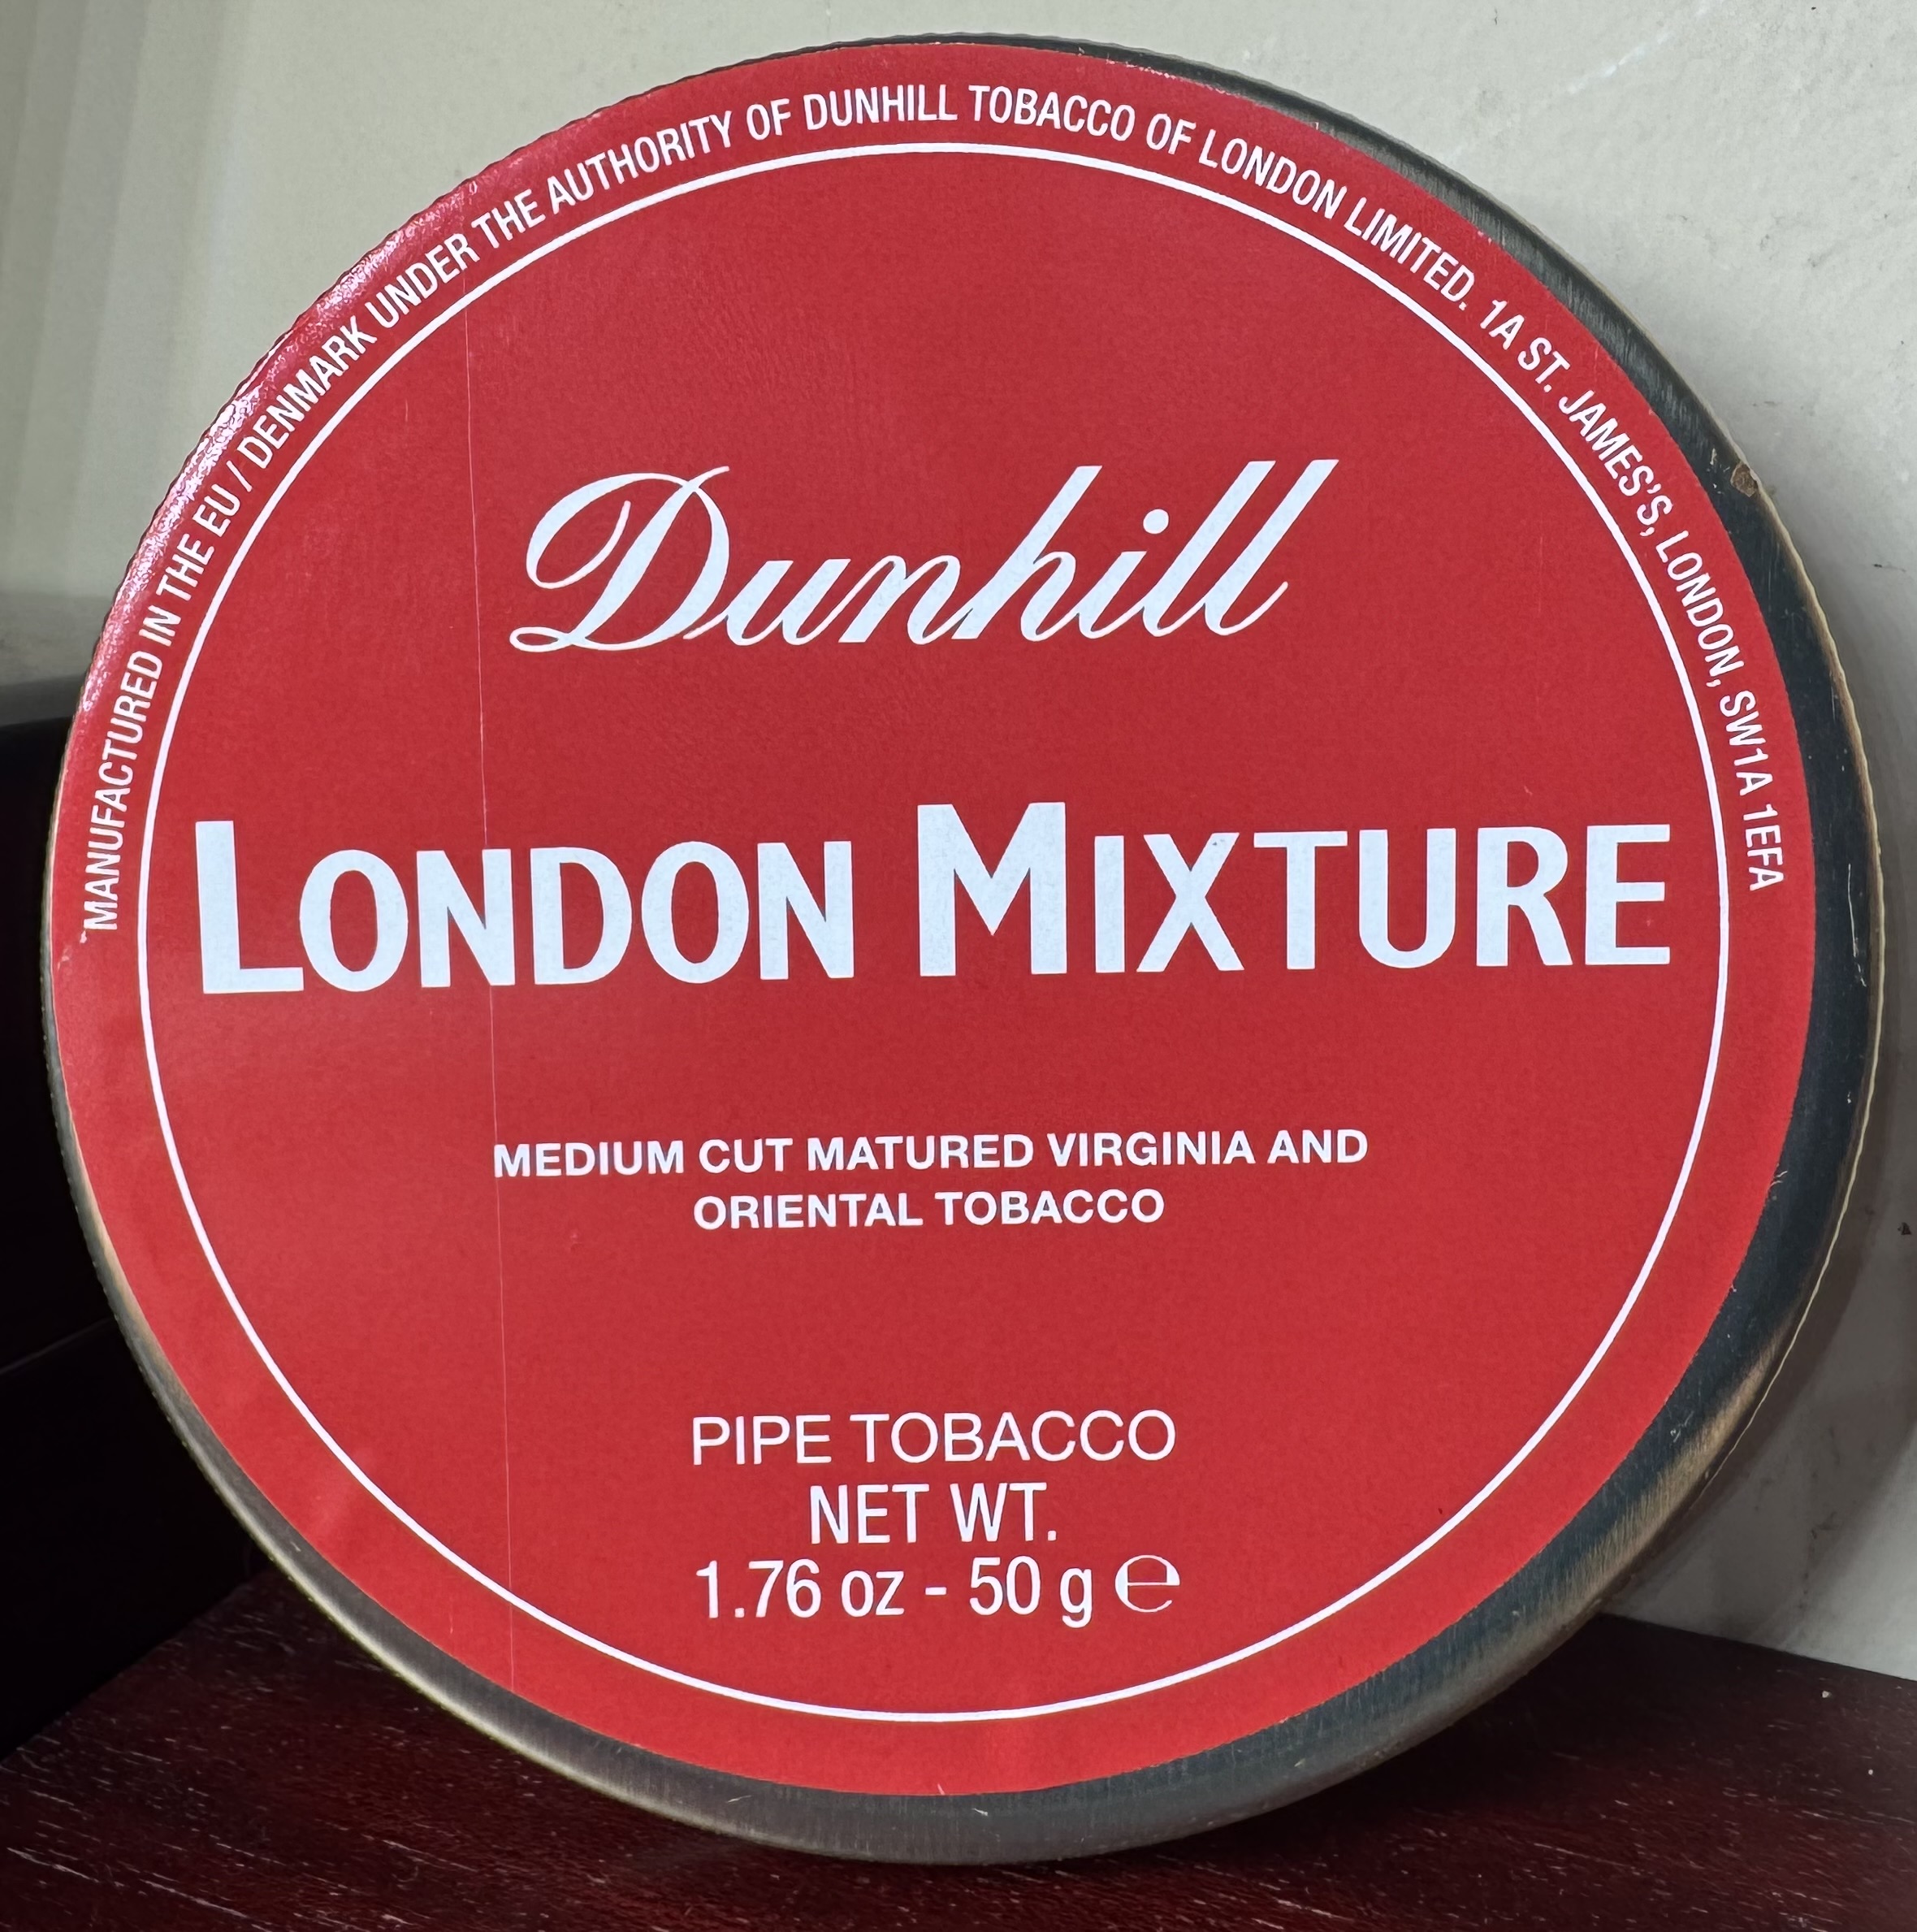 MANUFACTURED IN THE EU / DENMARK UNDER THE AUTHORITY OF DUNHILL TOBACCO OF LONDON LIMITED. 1A ST. JAMES'S, LONDON, SW1A 1EFA
Dunhill
LONDON MIXTURE
MEDIUM CUT MATURED VIRGINIA AND
ORIENTAL TOBACCO
PIPE TOBACCO
NET WT.
1.76 oz - 50 g ℮